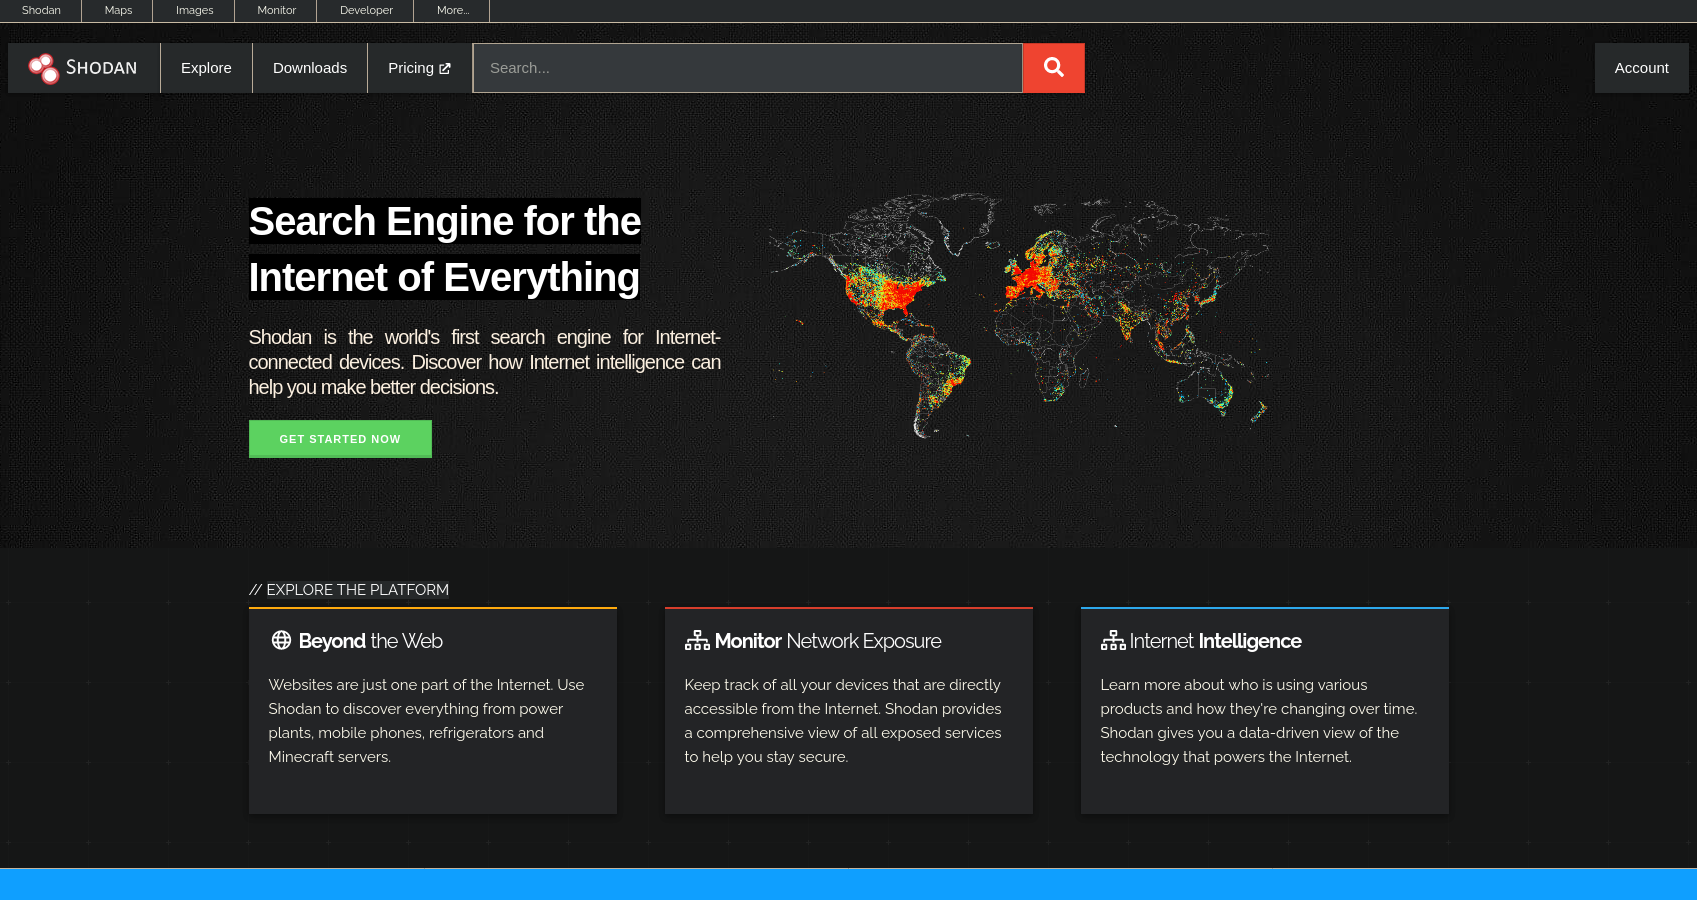 Shodan Maps Images Monitor Developer More...
SHODAN Explore Downloads Pricing Search... Account
Search Engine for the
Internet of Everything
Shodan is the world's first search engine for Internet-
connected devices. Discover how Internet intelligence can
help you make better decisions.
GET STARTED NOW
// EXPLORE THE PLATFORM
Beyond the Web
Websites are just one part of the Internet. Use
Shodan to discover everything from power
plants, mobile phones, refrigerators and
Minecraft servers.
Monitor Network Exposure
Keep track of all your devices that are directly
accessible from the Internet. Shodan provides
a comprehensive view of all exposed services
to help you stay secure.
Internet Intelligence
Learn more about who is using various
products and how they're changing over time.
Shodan gives you a data-driven view of the
technology that powers the Internet.